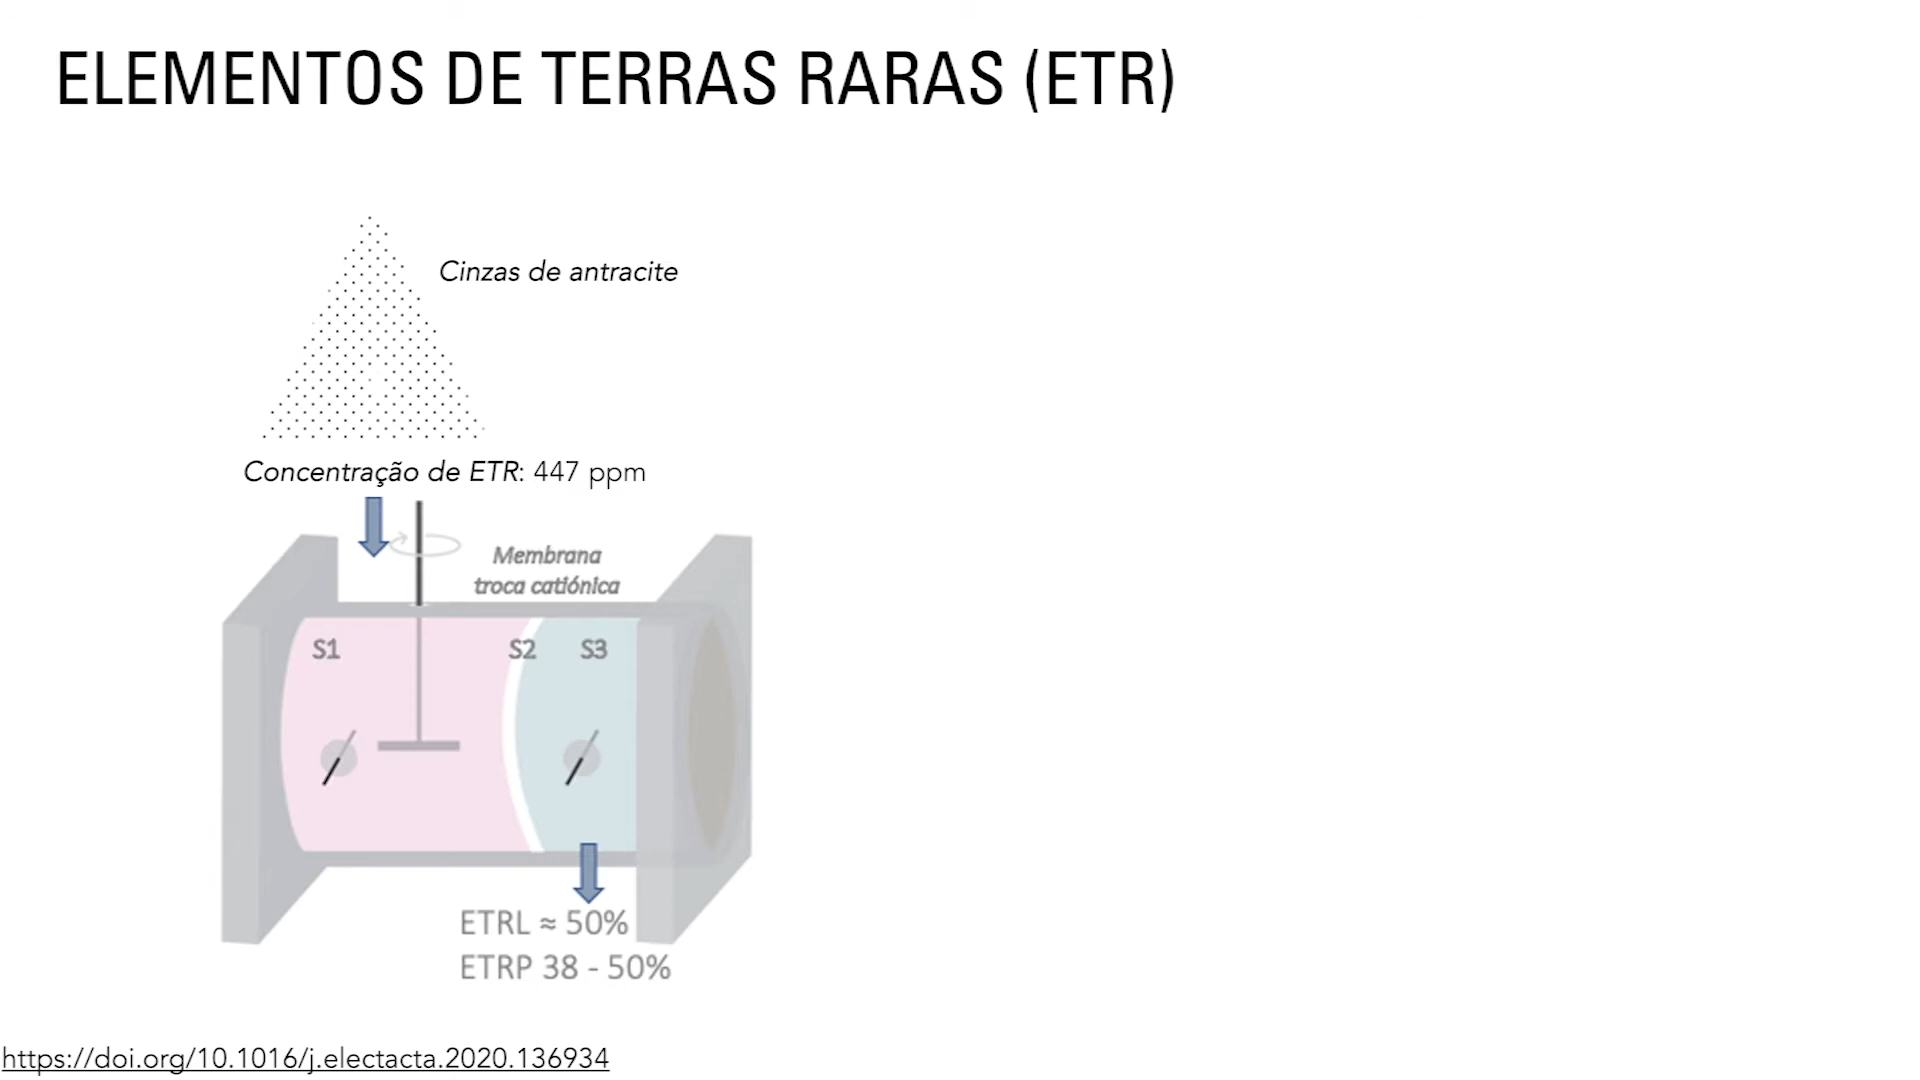 ELEMENTOS DE TERRAS RARAS (ETR)
Cinzas de antracite
Concentração de ETR: 447 ppm
Membrana
troca catiónica
S1 S2 S3
ETRL ≈ 50%
ETRP 38 - 50%
https://doi.org/10.1016/j.electacta.2020.136934